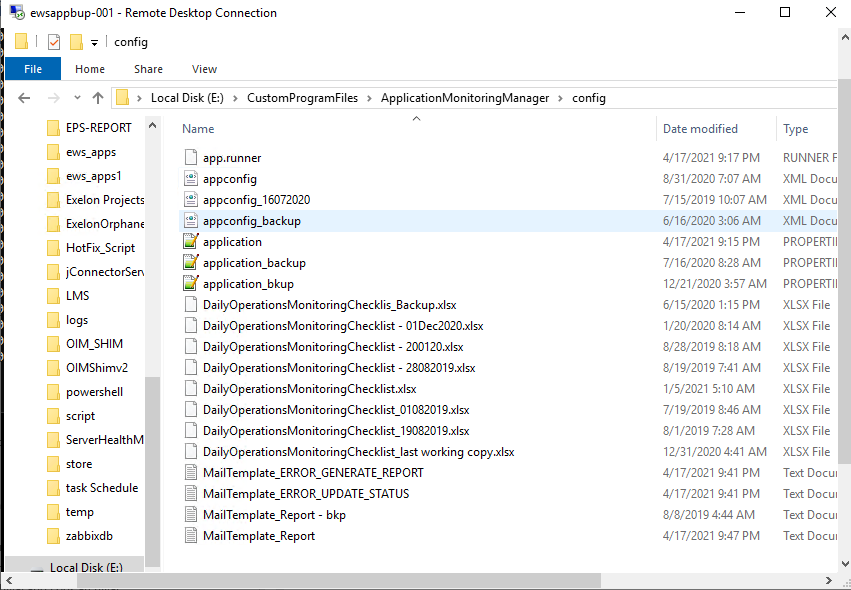 ewsappbup-001 - Remote Desktop Connection
config
File Home Share View
Local Disk (E:) > CustomProgramFiles > ApplicationMonitoringManager > config
EPS-REPORT
ews_apps
ews_apps1
Exelon Projects
ExelonOrphane
HotFix_Script
jConnectorServ
LMS
logs
OIM_SHIM
OIMShimv2
powershell
script
ServerHealthM
store
task Schedule
temp
zabbixdb
Local Disk (E:)
Name Date modified Type
app.runner 4/17/2021 9:17 PM RUNNER F
appconfig 8/31/2020 7:07 AM XML Docu
appconfig_16072020 7/15/2019 10:07 AM XML Docu
appconfig_backup 6/16/2020 3:06 AM XML Docu
application 4/17/2021 9:15 PM PROPERTI
application_backup 7/16/2020 8:28 AM PROPERTI
application_bkup 12/21/2020 3:57 AM PROPERTI
DailyOperationsMonitoringChecklis_Backup.xlsx 6/15/2020 1:15 PM XLSX File
DailyOperationsMonitoringChecklist - 01Dec2020.xlsx 1/20/2020 8:14 AM XLSX File
DailyOperationsMonitoringChecklist - 200120.xlsx 8/28/2019 8:18 AM XLSX File
DailyOperationsMonitoringChecklist - 28082019.xlsx 8/19/2019 7:41 AM XLSX File
DailyOperationsMonitoringChecklist.xlsx 1/5/2021 5:10 AM XLSX File
DailyOperationsMonitoringChecklist_01082019.xlsx 7/19/2019 8:46 AM XLSX File
DailyOperationsMonitoringChecklist_19082019.xlsx 8/1/2019 7:28 AM XLSX File
DailyOperationsMonitoringChecklist_last working copy.xlsx 12/31/2020 4:41 AM XLSX File
MailTemplate_ERROR_GENERATE_REPORT 4/17/2021 9:41 PM Text Docu
MailTemplate_ERROR_UPDATE_STATUS 4/17/2021 9:41 PM Text Docu
MailTemplate_Report - bkp 8/8/2019 4:44 AM Text Docu
MailTemplate_Report 4/17/2021 9:47 PM Text Docu